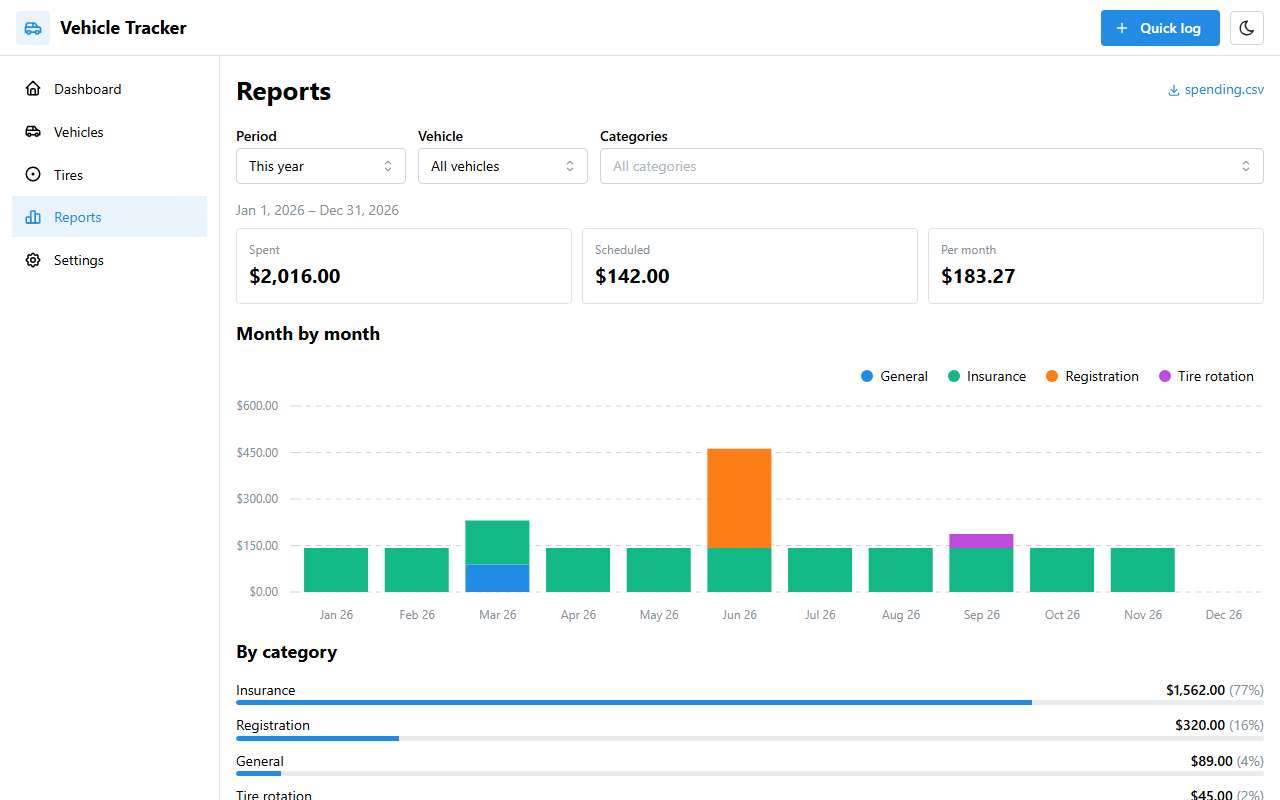 Vehicle Tracker
Quick log
Dashboard
Vehicles
Tires
Reports
Settings
Reports
spending.csv
Period
Vehicle
Categories
This year
All vehicles
All categories
Jan 1, 2026 – Dec 31, 2026
Spent
$2,016.00
Scheduled
$142.00
Per month
$183.27
Month by month
General
Insurance
Registration
Tire rotation
$600.00
$450.00
$300.00
$150.00
$0.00
Jan 26
Feb 26
Mar 26
Apr 26
May 26
Jun 26
Jul 26
Aug 26
Sep 26
Oct 26
Nov 26
Dec 26
By category
Insurance
$1,562.00 (77%)
Registration
$320.00 (16%)
General
$89.00 (4%)
Tire rotation
$45.00 (2%)